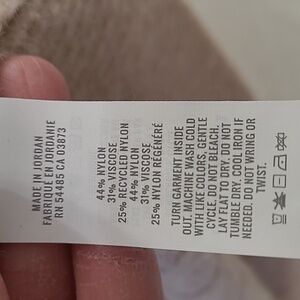 MADE IN JORDAN
FABRIQUE EN JORDANIE
RN 54485 CA 03873
44% NYLON
31% VISCOSE
25% RECYCLED NYLON
44% NYLON
31% VISCOSE
25% NYLON RÉGÉNÉRÉ
TURN GARMENT INSIDE
OUT. MACHINE WASH COLD
WITH LIKE COLORS, GENTLE
CYCLE. DO NOT BLEACH.
LAY FLAT TO DRY. DO NOT
TUMBLE DRY. COOL IRON IF
NEEDED. DO NOT WRING OR
TWIST.